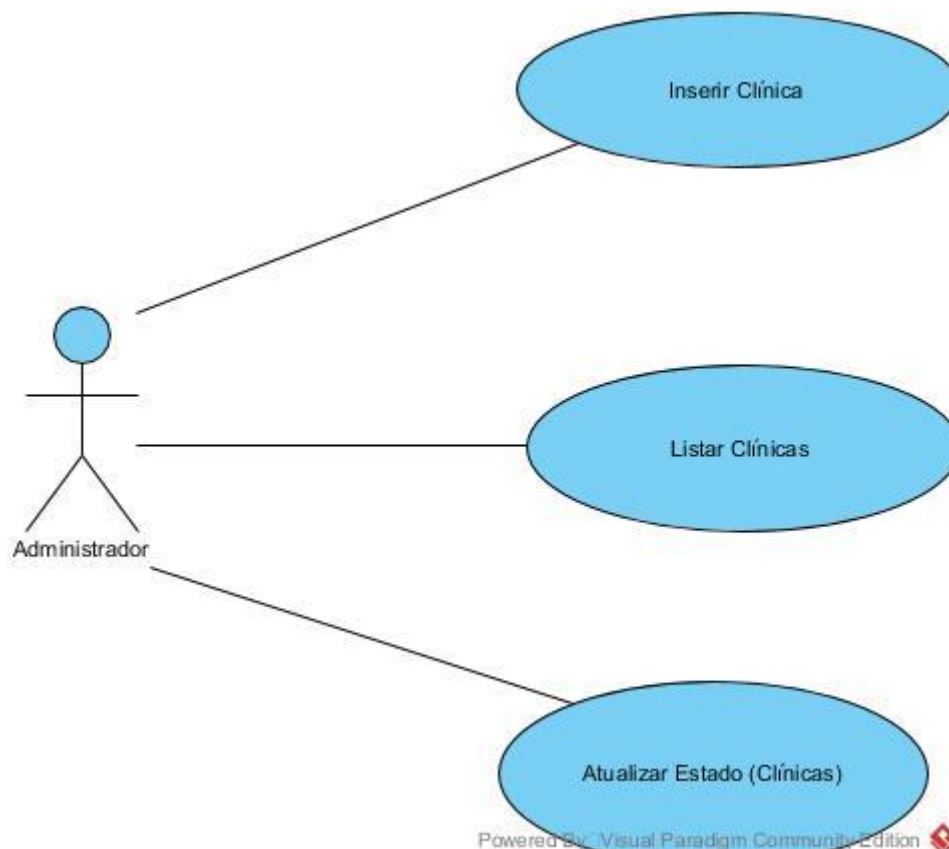 Inserir Clínica
Listar Clínicas
Administrador
Atualizar Estado (Clínicas)
Powered By Visual Paradigm Community Edition